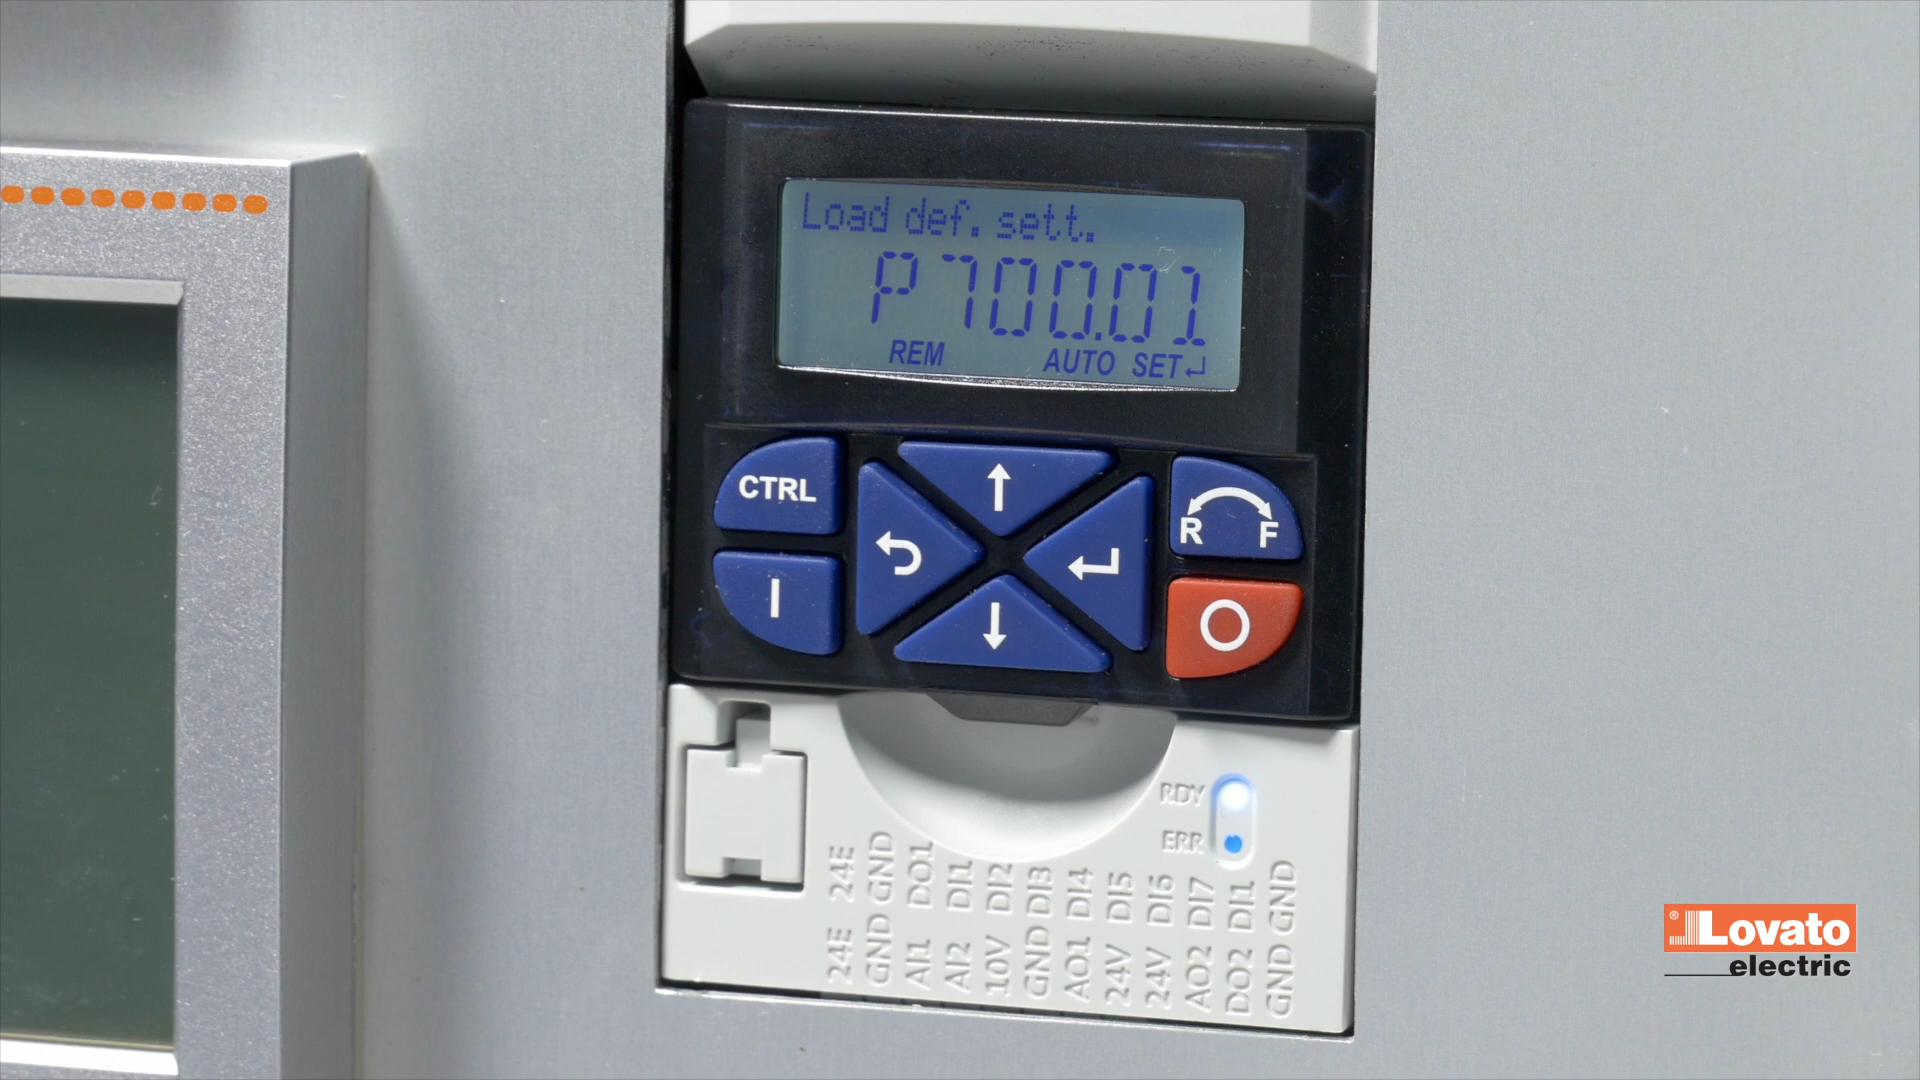 Load def. sett.
P700.01
REM AUTO SET↵
CTRL
R F
I
O
RDY
ERR
24E GND DO1 DI1 DI2 DI3 DI4 DI5 DI6 DI7 DI1 GND
24E GND AI1 AI2 10V GND AO1 24V 24V AO2 DO2 GND
24E
® Lovato
electric